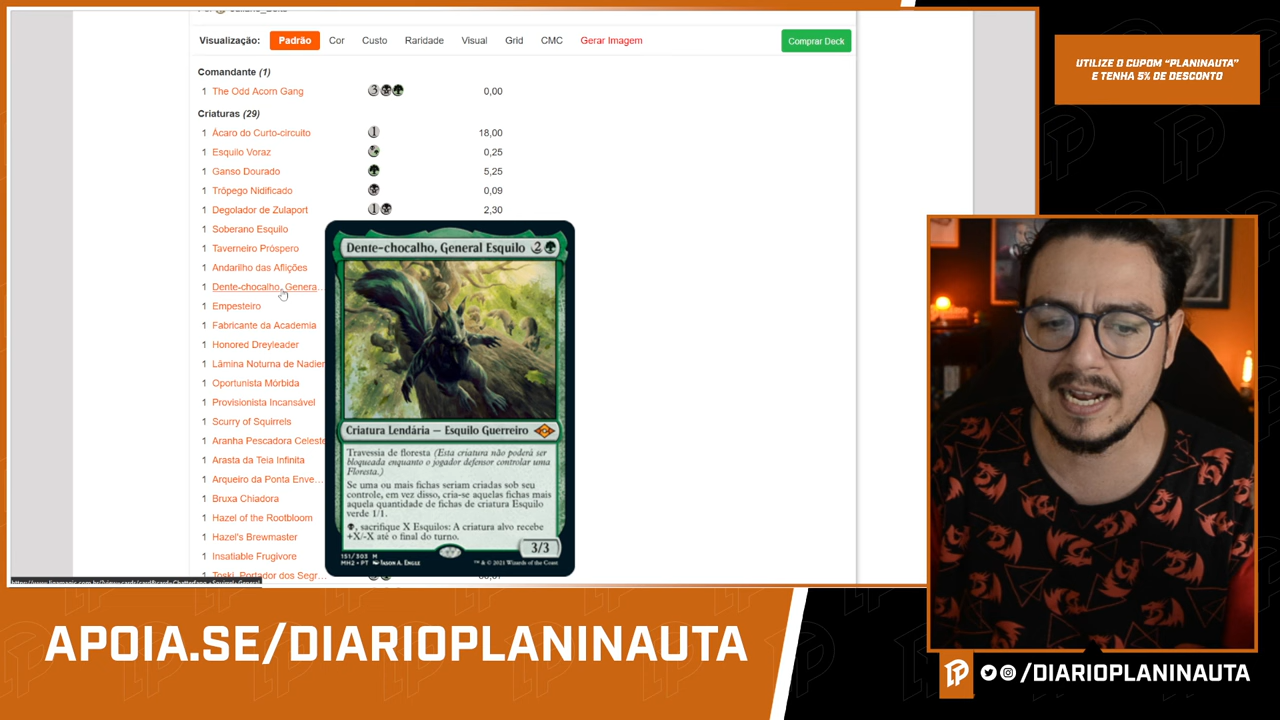 Visualização: Padrão Cor Custo Raridade Visual Grid CMC Gerar Imagem Comprar Deck
Comandante (1)
1 The Odd Acorn Gang 3 0,00
Criaturas (29)
1 Ácaro do Curto-circuito 1 18,00
1 Esquilo Voraz 0,25
1 Ganso Dourado 5,25
1 Trôpego Nidificado 0,09
1 Degolador de Zulaport 1 2,30
1 Soberano Esquilo
1 Taverneiro Próspero
1 Andarilho das Aflições
1 Dente-chocalho, Genera...
1 Empesteiro
1 Fabricante da Academia
1 Honored Dreyleader
1 Lâmina Noturna de Nadier
1 Oportunista Mórbida
1 Provisionista Incansável
1 Scurry of Squirrels
1 Aranha Pescadora Celeste
1 Arasta da Teia Infinita
1 Arqueiro da Ponta Enve...
1 Bruxa Chiadora
1 Hazel of the Rootbloom
1 Hazel's Brewmaster
1 Insatiable Frugivore
1 Toski, Portador dos Segr...
Dente-chocalho, General Esquilo 2
Criatura Lendária — Esquilo Guerreiro
Travessia de floresta (Esta criatura não poderá ser
bloqueada enquanto o jogador defensor controlar uma
Floresta.)
Se uma ou mais fichas seriam criadas sob seu
controle, em vez disso, cria-se aquelas fichas mais
aquela quantidade de fichas de criatura Esquilo
verde 1/1.
, sacrifique X Esquilos: A criatura alvo recebe
+X/-X até o final do turno.
3/3
151/303 M
MH2 • PT Jason A. Engle
™ & © 2021 Wizards of the Coast
UTILIZE O CUPOM “PLANINAUTA”
E TENHA 5% DE DESCONTO
APOIA.SE/DIARIOPLANINAUTA
/DIARIOPLANINAUTA